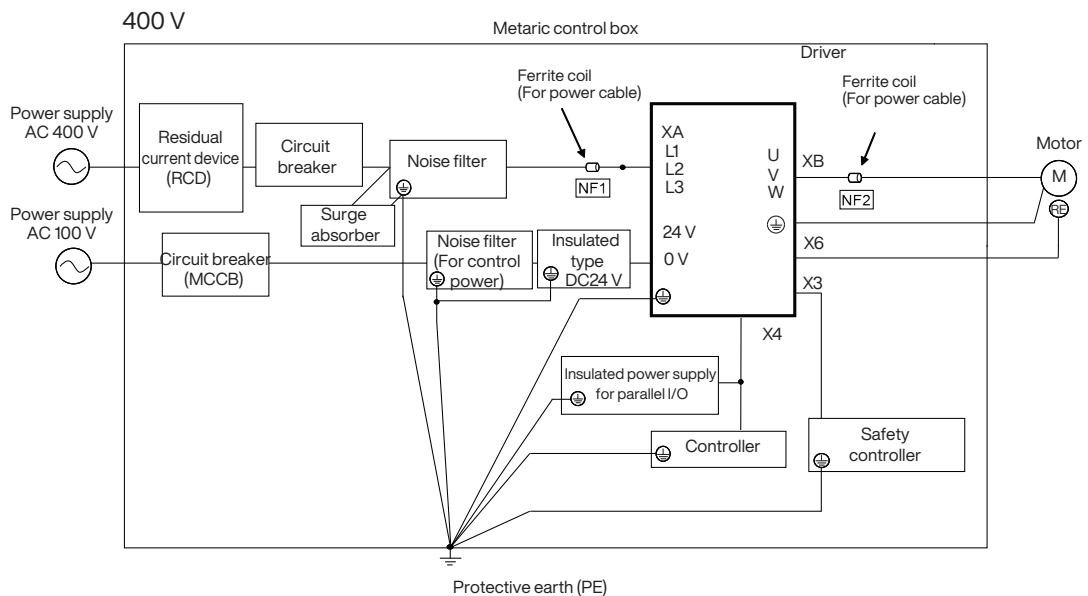 400 V
Metaric control box
Driver
Ferrite coil
(For power cable)
Ferrite coil
(For power cable)
Power supply
AC 400 V
Residual
current device
(RCD)
Circuit
breaker
Noise filter
NF1
Surge
absorber
XA
L1
L2
L3
24 V
0 V
U
V
W
XB
NF2
Motor
M
RE
X6
X3
X4
Power supply
AC 100 V
Circuit breaker
(MCCB)
Noise filter
(For control
power)
Insulated
type
DC24 V
Insulated power supply
for parallel I/O
Controller
Safety
controller
Protective earth (PE)